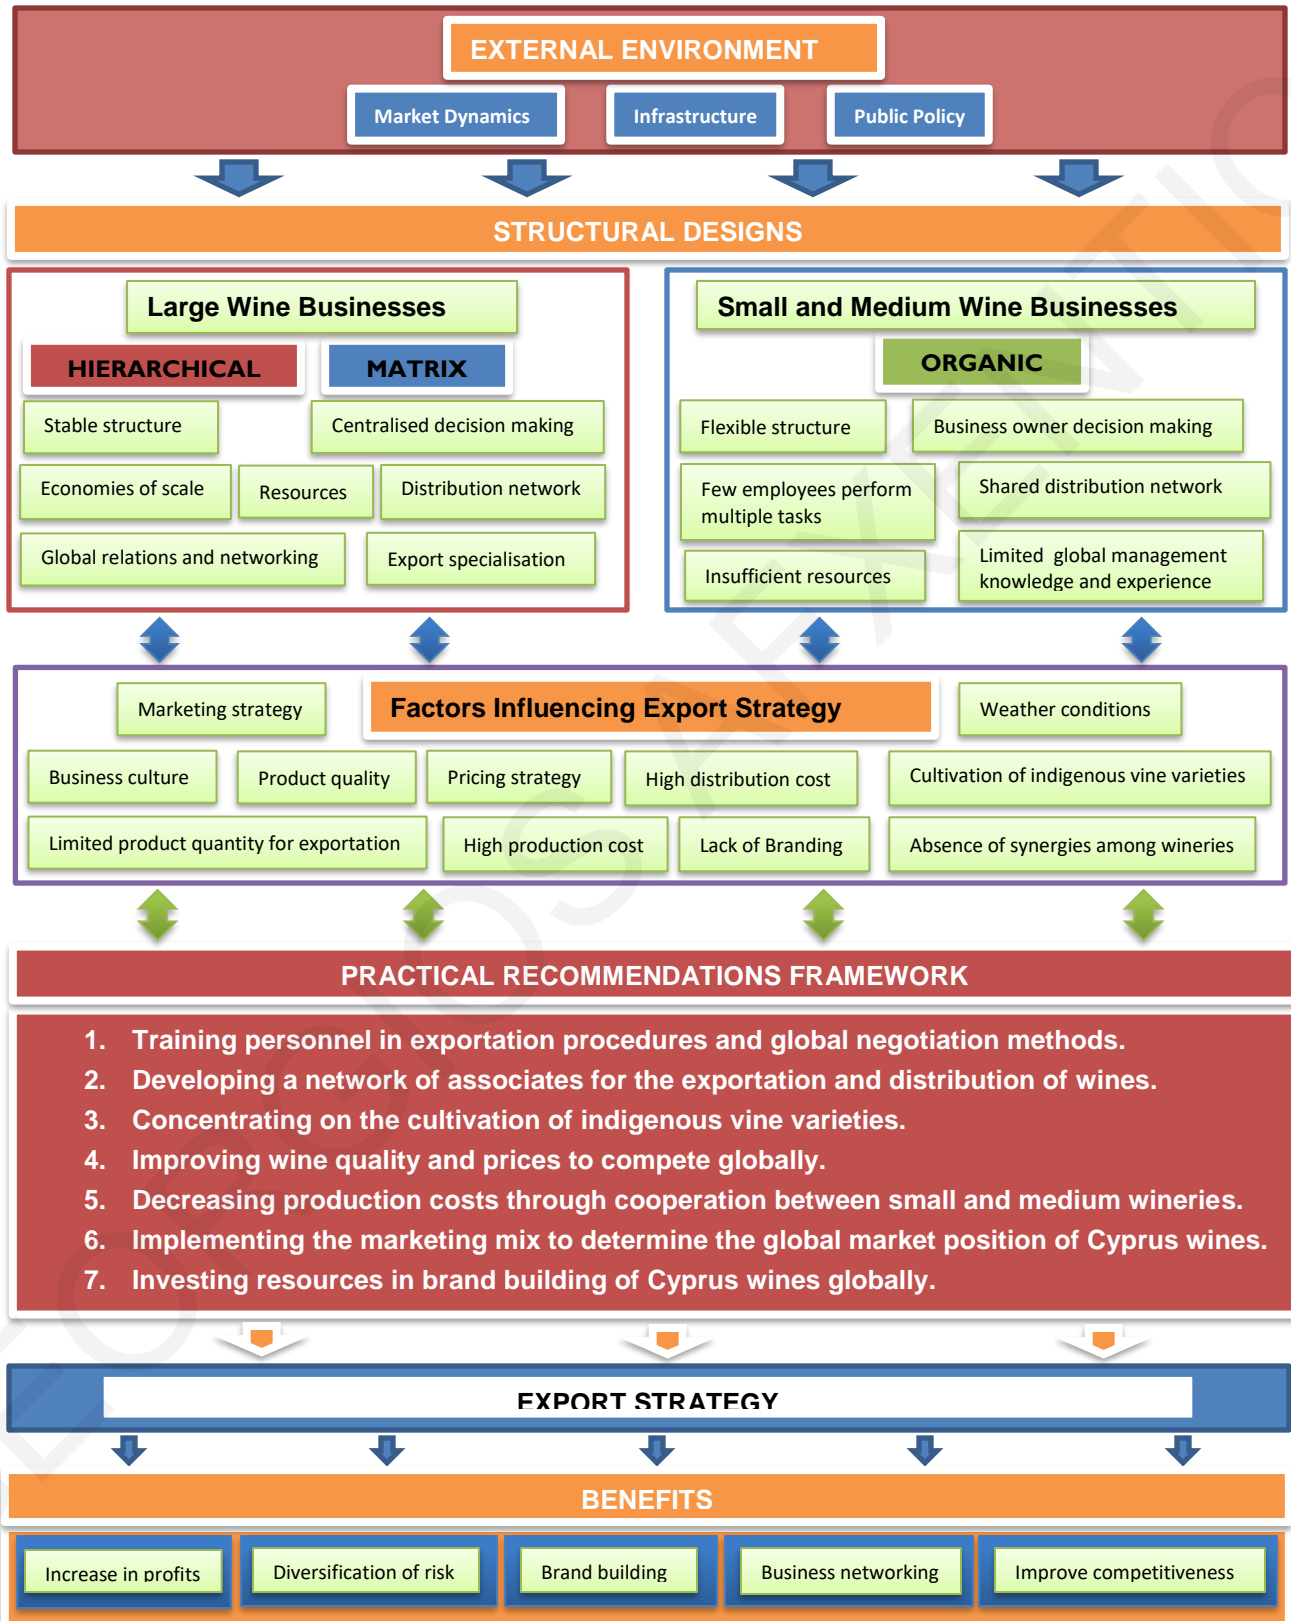 EXTERNAL ENVIRONMENT
Market Dynamics
Infrastructure
Public Policy
STRUCTURAL DESIGNS
Large Wine Businesses
HIERARCHICAL
MATRIX
Stable structure
Centralised decision making
Economies of scale
Resources
Distribution network
Global relations and networking
Export specialisation
Small and Medium Wine Businesses
ORGANIC
Flexible structure
Business owner decision making
Few employees perform
multiple tasks
Shared distribution network
Insufficient resources
Limited global management
knowledge and experience
Marketing strategy
Factors Influencing Export Strategy
Weather conditions
Business culture
Product quality
Pricing strategy
High distribution cost
Cultivation of indigenous vine varieties
Limited product quantity for exportation
High production cost
Lack of Branding
Absence of synergies among wineries
PRACTICAL RECOMMENDATIONS FRAMEWORK
1. Training personnel in exportation procedures and global negotiation methods.
2. Developing a network of associates for the exportation and distribution of wines.
3. Concentrating on the cultivation of indigenous vine varieties.
4. Improving wine quality and prices to compete globally.
5. Decreasing production costs through cooperation between small and medium wineries.
6. Implementing the marketing mix to determine the global market position of Cyprus wines.
7. Investing resources in brand building of Cyprus wines globally.
EXPORT STRATEGY
BENEFITS
Increase in profits
Diversification of risk
Brand building
Business networking
Improve competitiveness